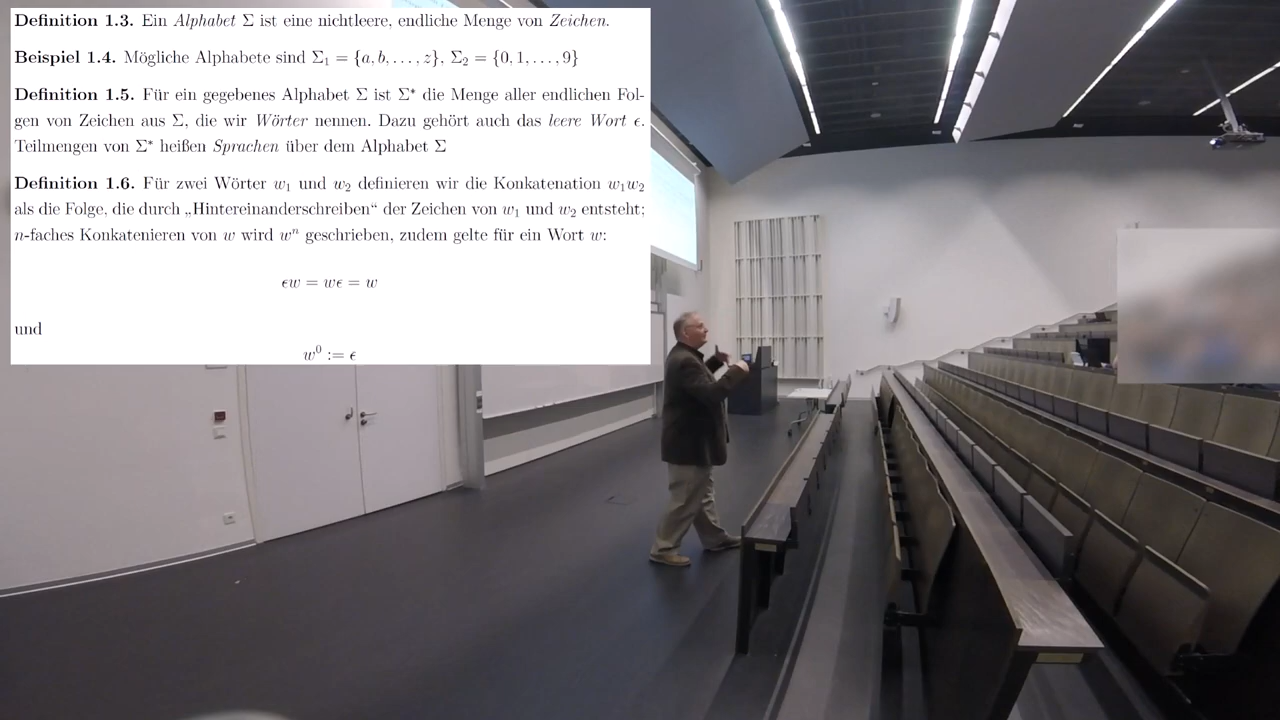 Definition 1.3. Ein Alphabet Σ ist eine nichtleere, endliche Menge von Zeichen.
Beispiel 1.4. Mögliche Alphabete sind Σ₁ = {a, b, . . . , z}, Σ₂ = {0, 1, . . . , 9}
Definition 1.5. Für ein gegebenes Alphabet Σ ist Σ* die Menge aller endlichen Fol-
gen von Zeichen aus Σ, die wir Wörter nennen. Dazu gehört auch das leere Wort ϵ.
Teilmengen von Σ* heißen Sprachen über dem Alphabet Σ
Definition 1.6. Für zwei Wörter w₁ und w₂ definieren wir die Konkatenation w₁w₂
als die Folge, die durch „Hintereinanderschreiben“ der Zeichen von w₁ und w₂ entsteht;
n-faches Konkatenieren von w wird wⁿ geschrieben, zudem gelte für ein Wort w:
ϵw = wϵ = w
und
w⁰ := ϵ